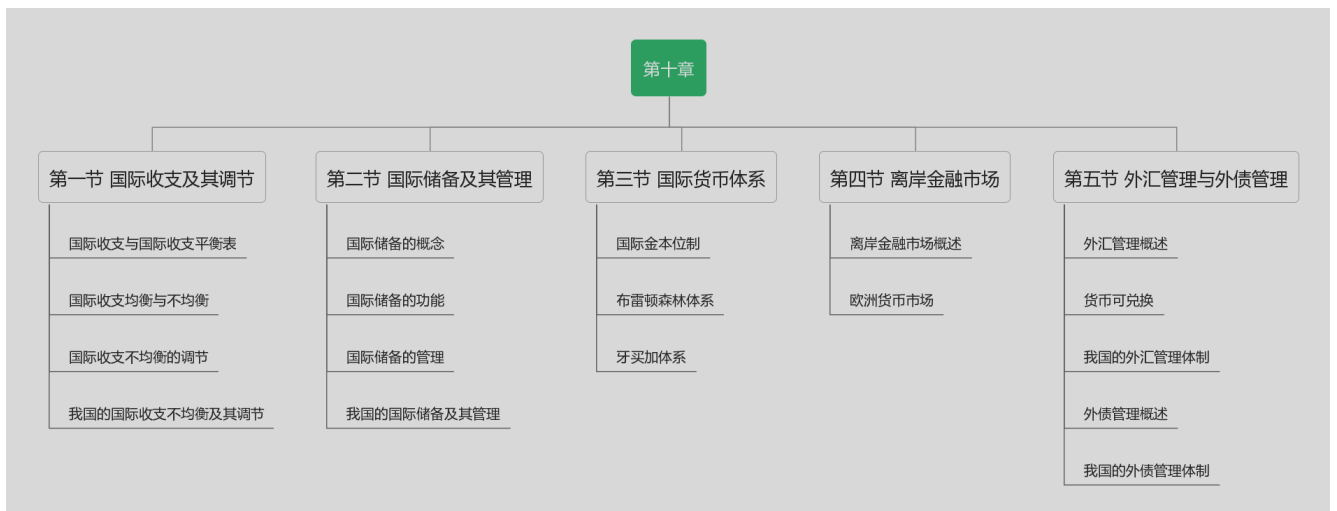 第十章
第一节 国际收支及其调节
国际收支与国际收支平衡表
国际收支均衡与不均衡
国际收支不均衡的调节
我国的国际收支不均衡及其调节
第二节 国际储备及其管理
国际储备的概念
国际储备的功能
国际储备的管理
我国的国际储备及其管理
第三节 国际货币体系
国际金本位制
布雷顿森林体系
牙买加体系
第四节 离岸金融市场
离岸金融市场概述
欧洲货币市场
第五节 外汇管理与外债管理
外汇管理概述
货币可兑换
我国的外汇管理体制
外债管理概述
我国的外债管理体制